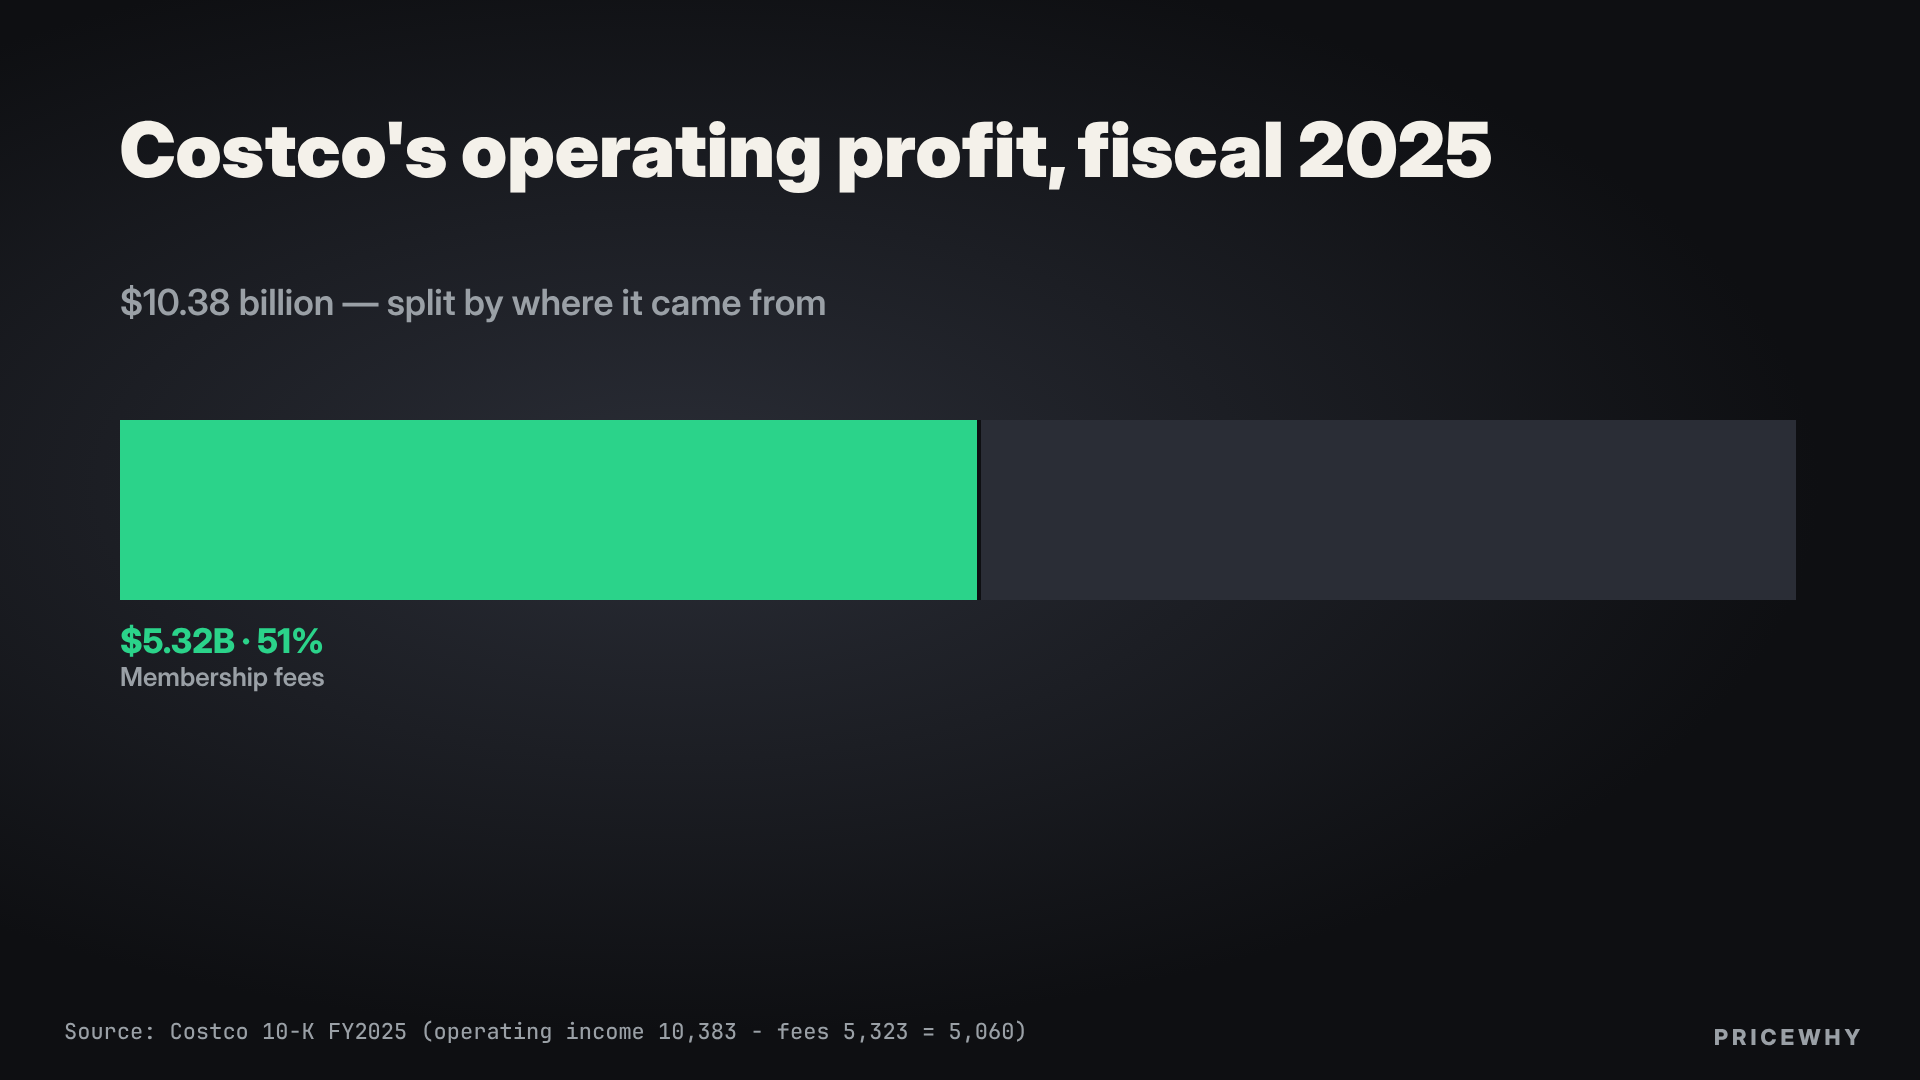 Costco's operating profit, fiscal 2025
$10.38 billion — split by where it came from
$5.32B · 51%
Membership fees
Source: Costco 10-K FY2025 (operating income 10,383 - fees 5,323 = 5,060)
PRICEWHY